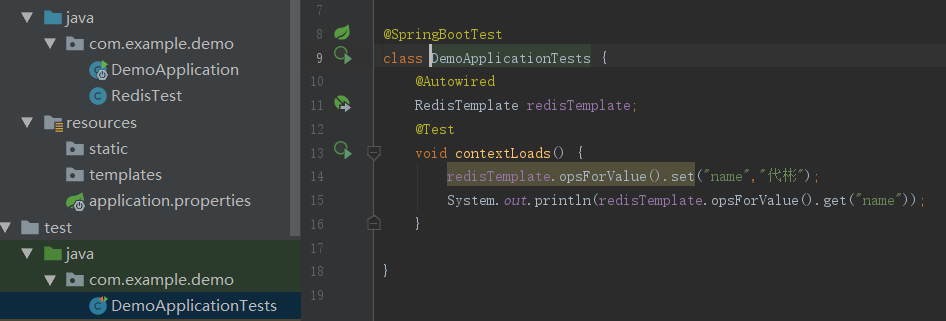 java
com.example.demo
DemoApplication
RedisTest
resources
static
templates
application.properties
test
java
com.example.demo
DemoApplicationTests
7
8 @SpringBootTest
9 class DemoApplicationTests {
10 @Autowired
11 RedisTemplate redisTemplate;
12 @Test
13 void contextLoads() {
14 redisTemplate.opsForValue().set("name","代彬");
15 System.out.println(redisTemplate.opsForValue().get("name"));
16 }
17
18 }
19